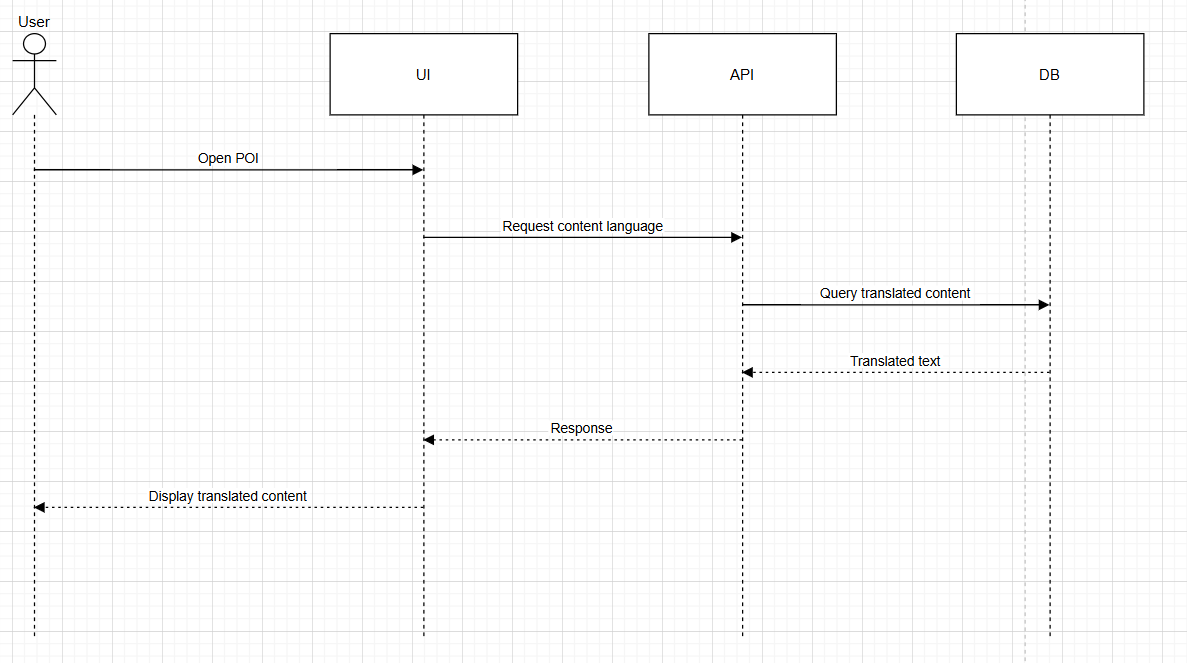 User
UI
API
DB
Open POI
Request content language
Query translated content
Translated text
Response
Display translated content